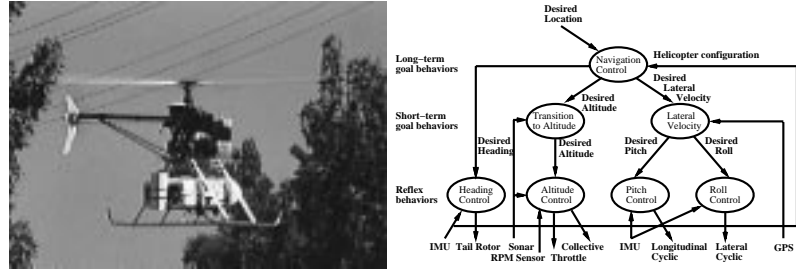 Desired
Location
Long-term
goal behaviors
Navigation
Control
Helicopter configuration
Desired
Altitude
Desired
Lateral
Velocity
Short-term
goal behaviors
Transition
to Altitude
Lateral
Velocity
Desired
Heading
Desired
Altitude
Desired
Pitch
Desired
Roll
Reflex
behaviors
Heading
Control
Altitude
Control
Pitch
Control
Roll
Control
IMU
Tail Rotor
Sonar
RPM Sensor
Collective
Throttle
IMU
Longitudinal
Cyclic
Lateral
Cyclic
GPS